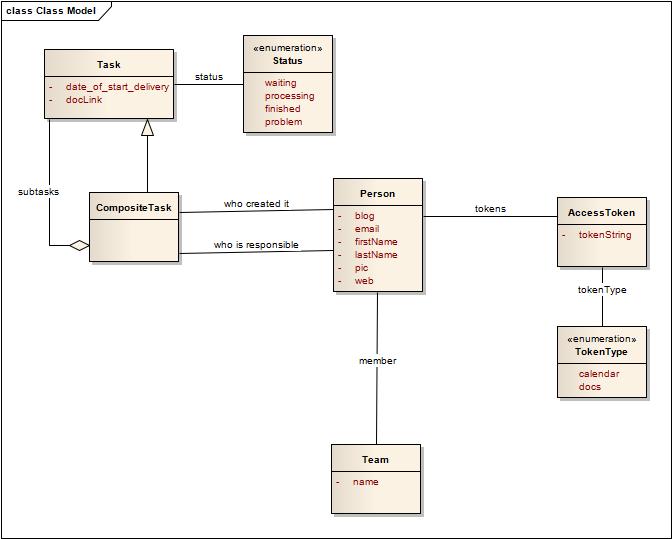 class Class Model
Task
- date_of_start_delivery
- docLink
status
«enumeration»
Status
waiting
processing
finished
problem
subtasks
CompositeTask
who created it
who is responsible
Person
- blog
- email
- firstName
- lastName
- pic
- web
tokens
AccessToken
- tokenString
tokenType
«enumeration»
TokenType
calendar
docs
member
Team
- name